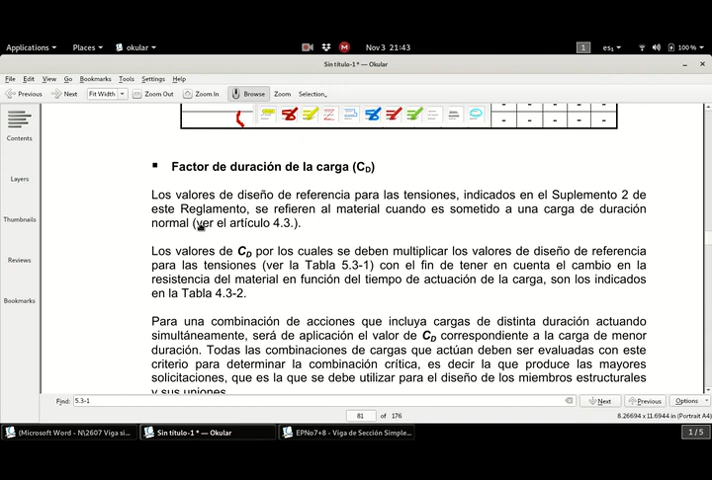 Applications Places okular Nov 3 21:43 1 es₁ 100 %
Sin título-1 * — Okular
File Edit View Go Bookmarks Tools Settings Help
Previous Next Fit Width Zoom Out Zoom In Browse Zoom Selection
Contents
Layers
Thumbnails
Reviews
Bookmarks
- - - - -
▪ Factor de duración de la carga (CD)
Los valores de diseño de referencia para las tensiones, indicados en el Suplemento 2 de
este Reglamento, se refieren al material cuando es sometido a una carga de duración
normal (ver el artículo 4.3.).
Los valores de CD por los cuales se deben multiplicar los valores de diseño de referencia
para las tensiones (ver la Tabla 5.3-1) con el fin de tener en cuenta el cambio en la
resistencia del material en función del tiempo de actuación de la carga, son los indicados
en la Tabla 4.3-2.
Para una combinación de acciones que incluya cargas de distinta duración actuando
simultáneamente, será de aplicación el valor de CD correspondiente a la carga de menor
duración. Todas las combinaciones de cargas que actúan deben ser evaluadas con este
criterio para determinar la combinación crítica, es decir la que produce las mayores
solicitaciones, que es la que se debe utilizar para el diseño de los miembros estructurales
y sus uniones.
Find: 5.3-1 Next Previous Options
81 of 176
8.26694 x 11.6944 in (Portrait A4)
(Microsoft Word - N\2607 Viga si... Sin título-1 * — Okular EPNo7+8 - Viga de Sección Simple... 1 / 5